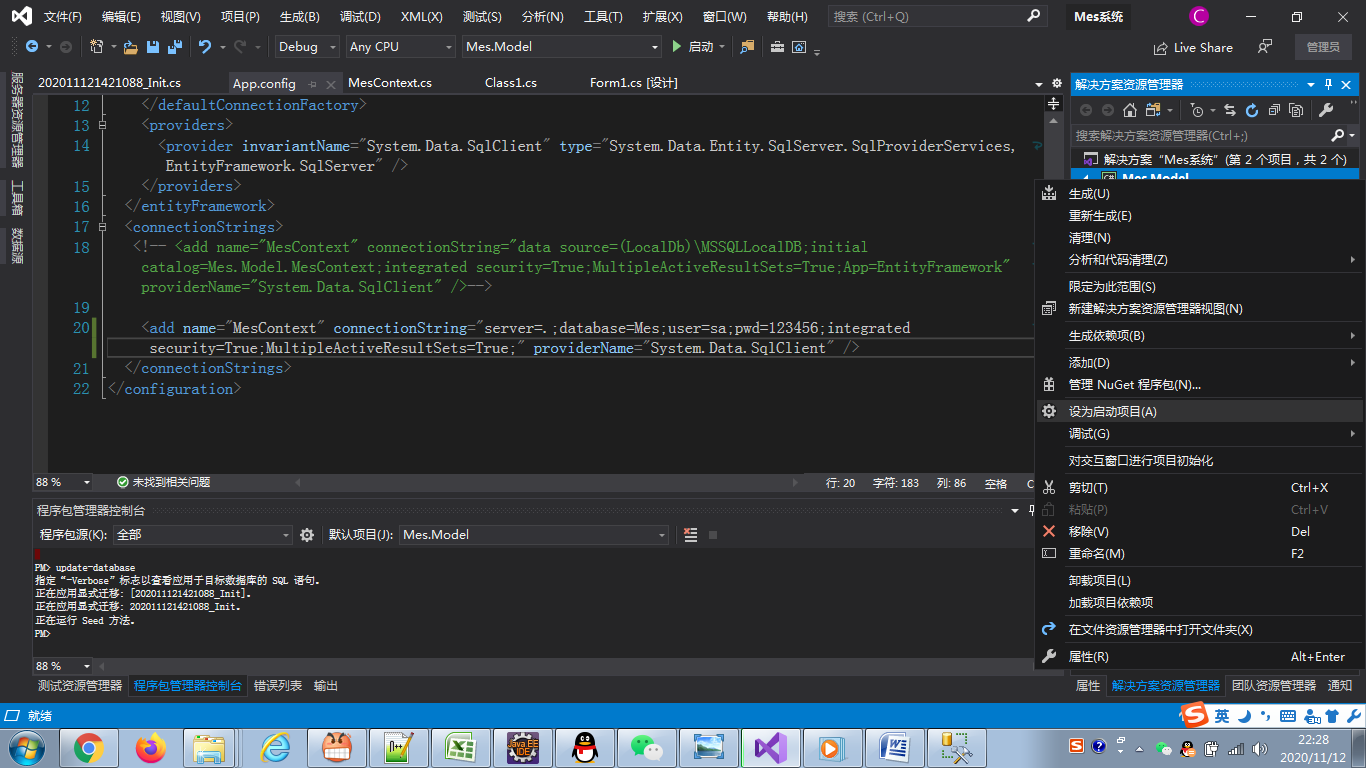 文件(F) 编辑(E) 视图(V) 项目(P) 生成(B) 调试(D) XML(X) 测试(S) 分析(N) 工具(T) 扩展(X) 窗口(W) 帮助(H) 搜索 (Ctrl+Q) Mes系统 C
Debug Any CPU Mes.Model 启动 Live Share 管理员
服务器资源管理器
工具箱
数据源
202011121421088_Init.cs App.config MesContext.cs Class1.cs Form1.cs [设计]
12 </defaultConnectionFactory>
13 <providers>
14 <provider invariantName="System.Data.SqlClient" type="System.Data.Entity.SqlServer.SqlProviderServices,
EntityFramework.SqlServer" />
15 </providers>
16 </entityFramework>
17 <connectionStrings>
18 <!-- <add name="MesContext" connectionString="data source=(LocalDb)\MSSQLLocalDB;initial
catalog=Mes.Model.MesContext;integrated security=True;MultipleActiveResultSets=True;App=EntityFramework"
providerName="System.Data.SqlClient" />-->
19
20 <add name="MesContext" connectionString="server=.;database=Mes;user=sa;pwd=123456;integrated
security=True;MultipleActiveResultSets=True;" providerName="System.Data.SqlClient" />
21 </connectionStrings>
22 </configuration>
88 % 未找到相关问题 行: 20 字符: 183 列: 86 空格
程序包管理器控制台
程序包源(K): 全部 默认项目(J): Mes.Model
PM> update-database
指定“-Verbose”标志以查看应用于目标数据库的 SQL 语句。
正在应用显式迁移: [202011121421088_Init]。
正在应用显式迁移: 202011121421088_Init。
正在运行 Seed 方法。
PM>
88 %
测试资源管理器 程序包管理器控制台 错误列表 输出
解决方案资源管理器
搜索解决方案资源管理器(Ctrl+;)
解决方案“Mes系统”(第 2 个项目，共 2 个)
C# Mes.Model
生成(U)
重新生成(E)
清理(N)
分析和代码清理(Z)
限定为此范围(S)
新建解决方案资源管理器视图(N)
生成依赖项(B)
添加(D)
管理 NuGet 程序包(N)...
设为启动项目(A)
调试(G)
对交互窗口进行项目初始化
剪切(T) Ctrl+X
粘贴(P) Ctrl+V
移除(V) Del
重命名(M) F2
卸载项目(L)
加载项目依赖项
在文件资源管理器中打开文件夹(X)
属性(R) Alt+Enter
属性 解决方案资源管理器 团队资源管理器 通知
就绪
S 英
22:28
2020/11/12